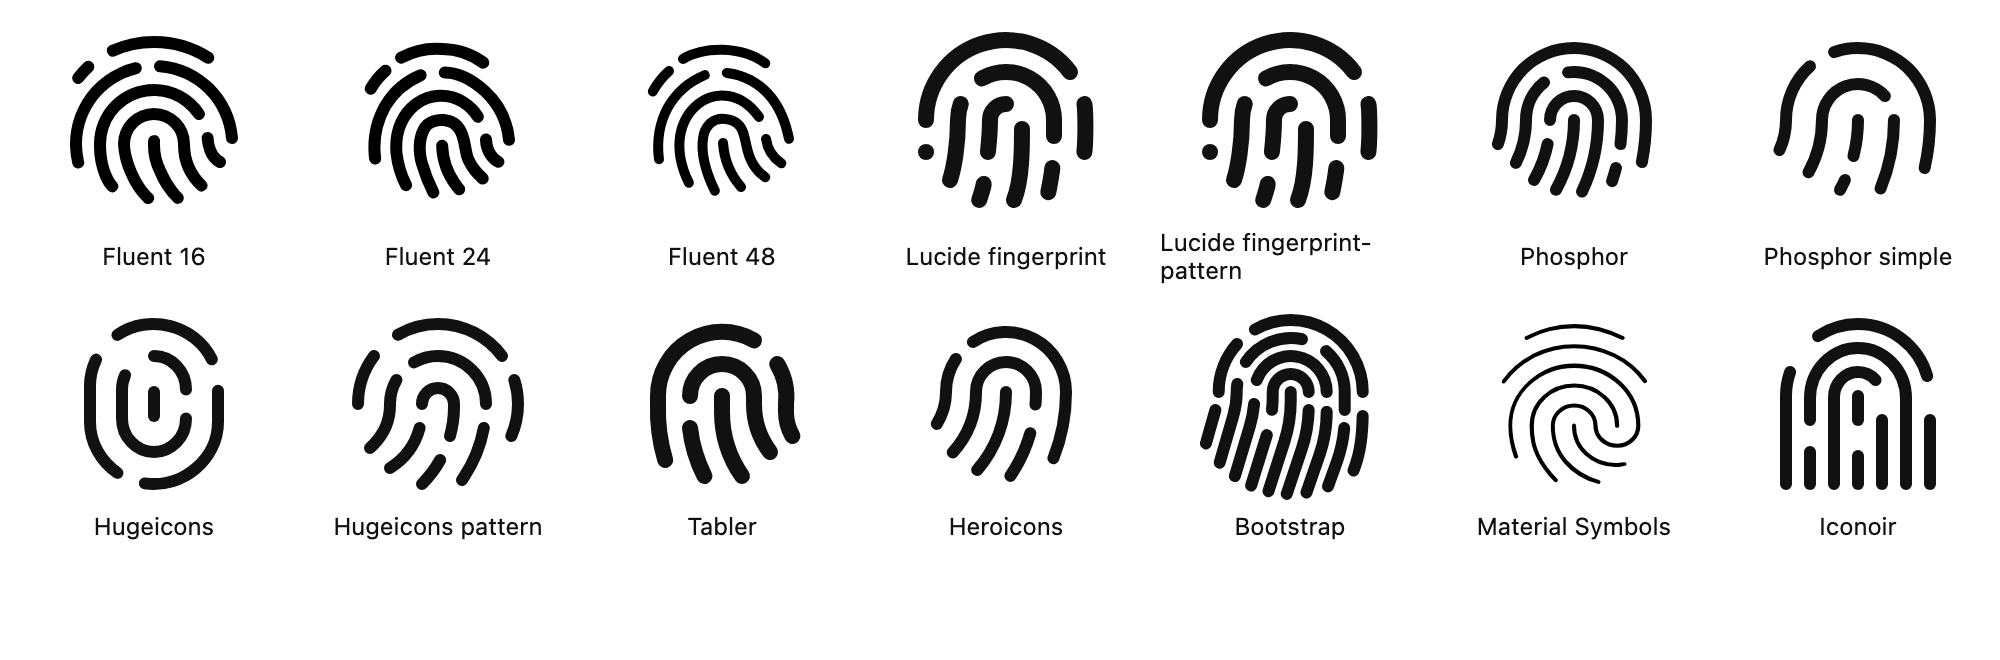 Fluent 16
Fluent 24
Fluent 48
Lucide fingerprint
Lucide fingerprint-
pattern
Phosphor
Phosphor simple
Hugeicons
Hugeicons pattern
Tabler
Heroicons
Bootstrap
Material Symbols
Iconoir